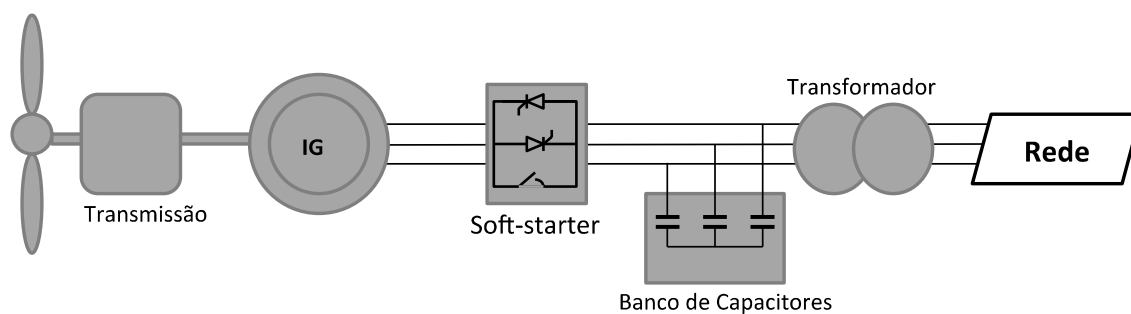 Transformador
IG
Rede
Transmissão
Soft-starter
Banco de Capacitores